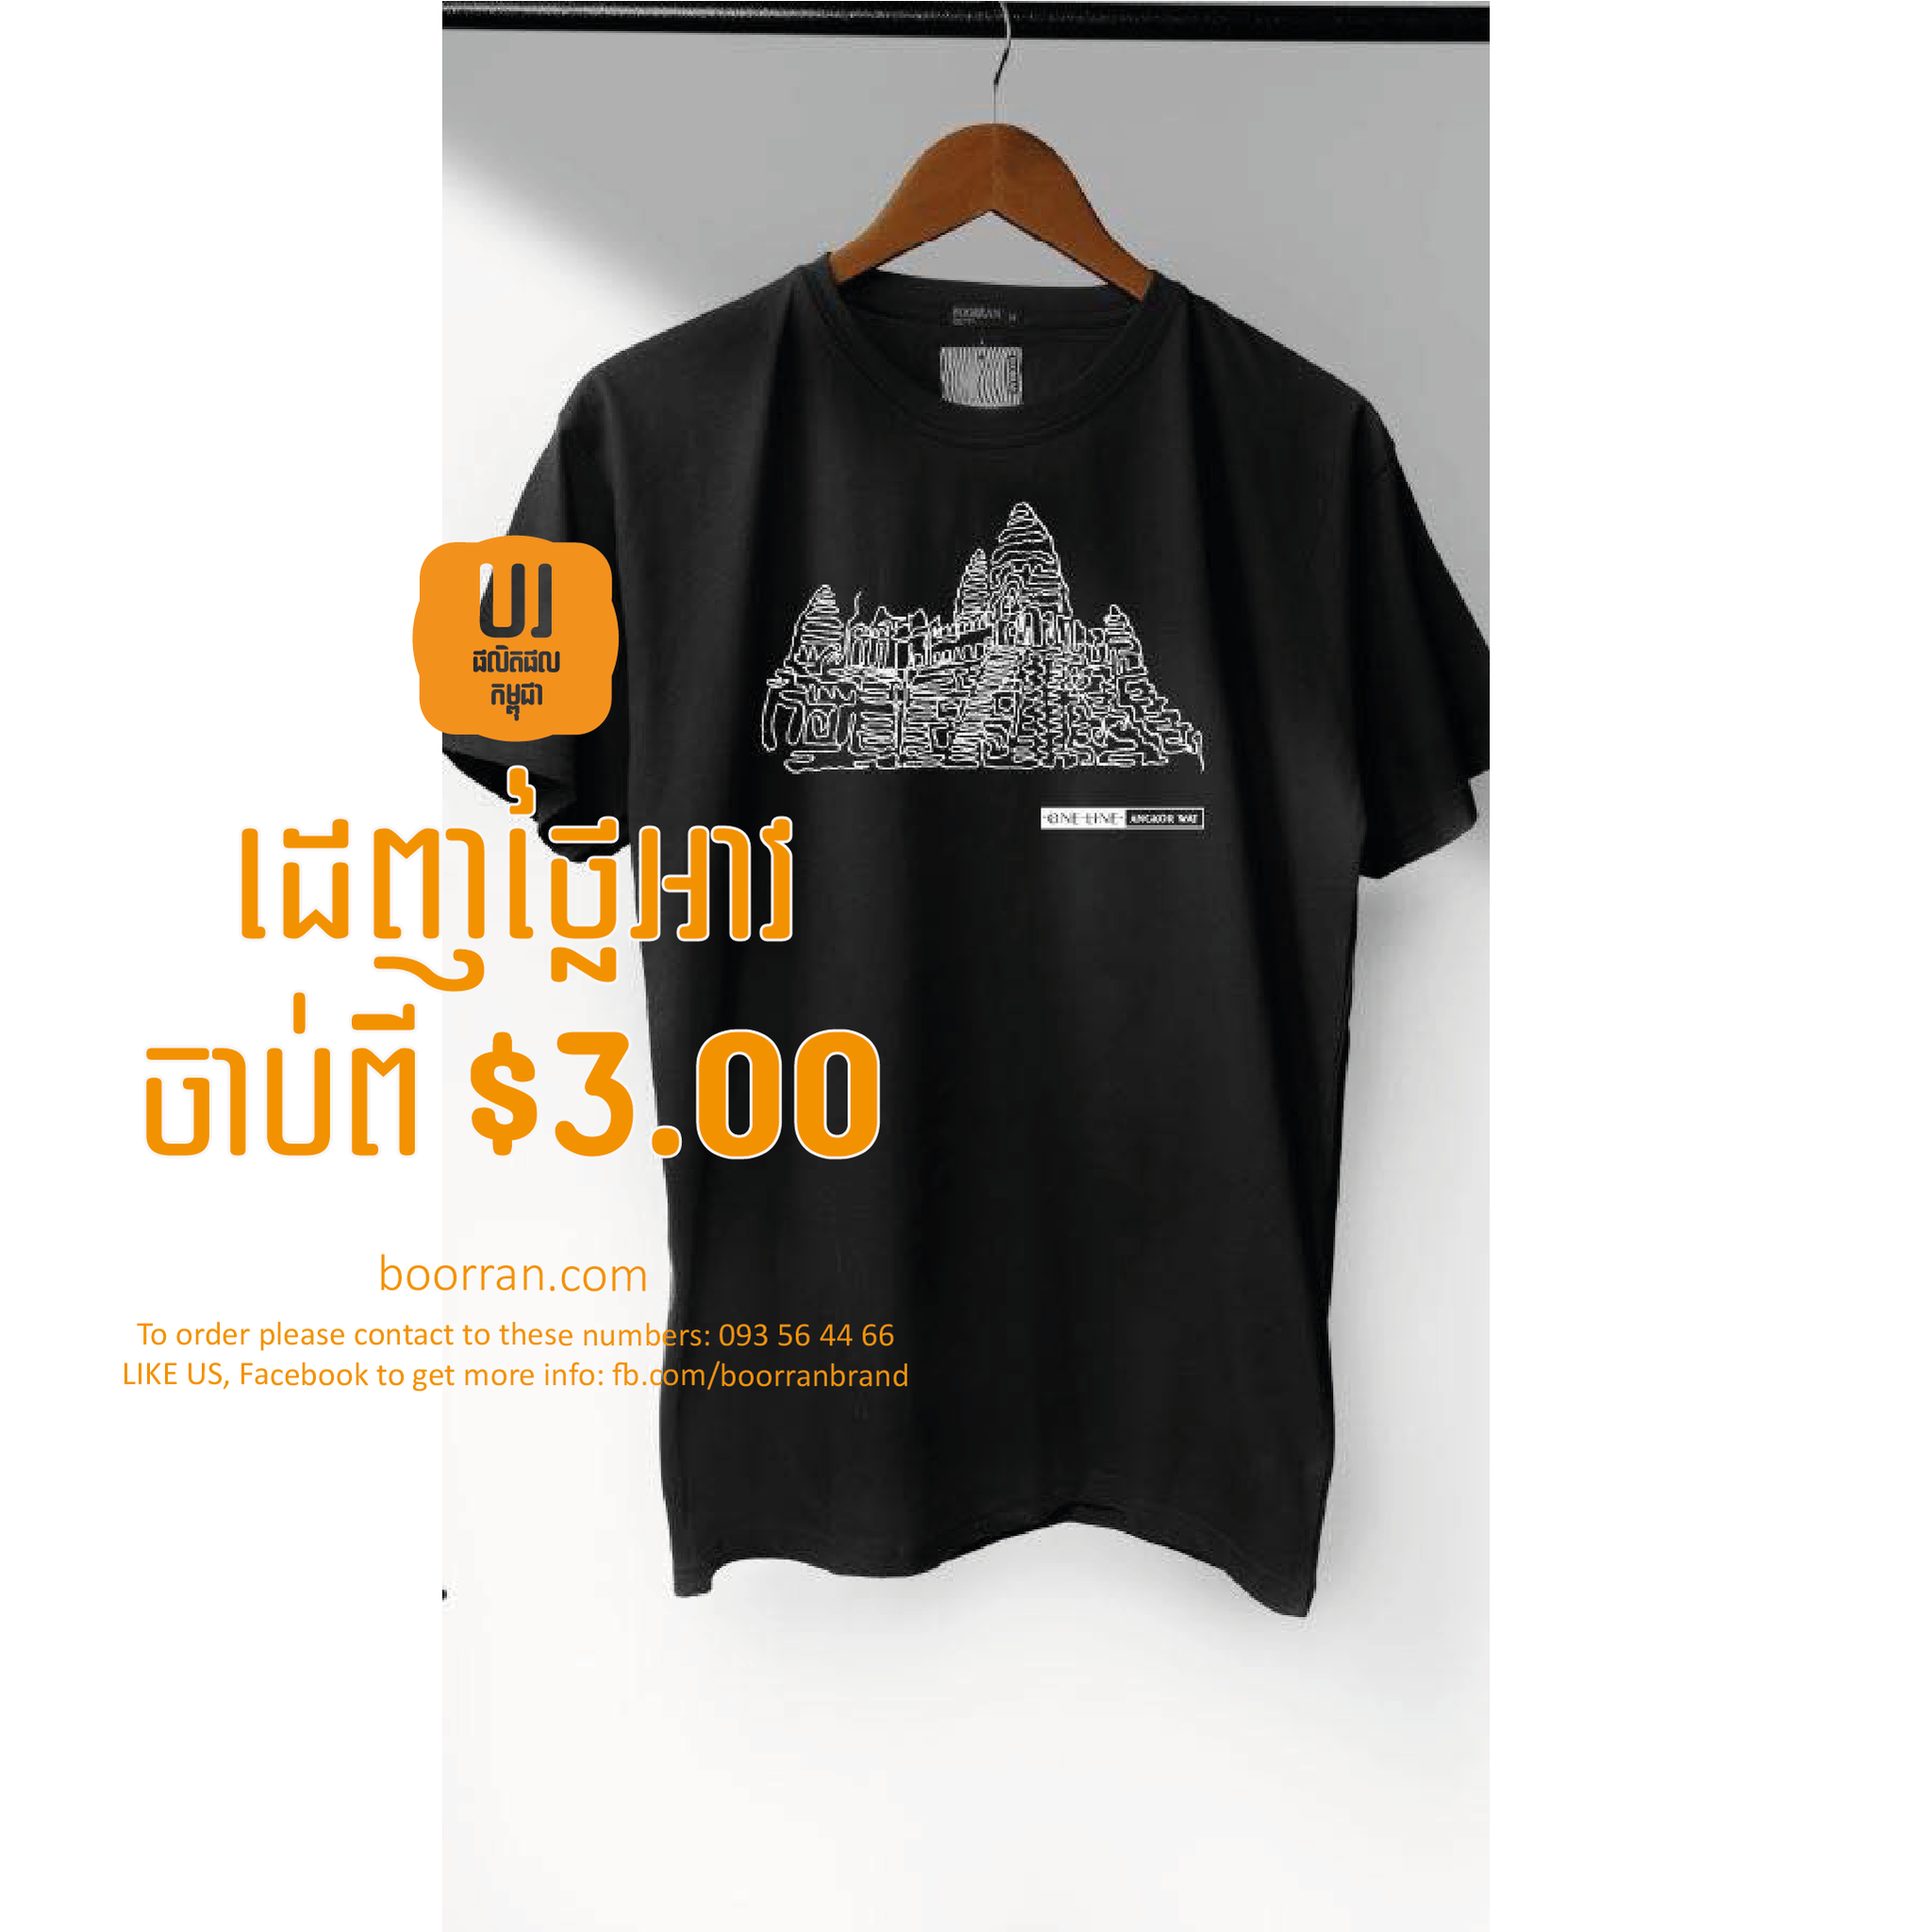 BOORRAN
ONE LINE ANGKOR WAT
ផលិតផល
កម្ពុជា
ជើញថ្លៃអាវ
ចាប់ពី $3.00
boorran.com
To order please contact to these numbers: 093 56 44 66
LIKE US, Facebook to get more info: fb.com/boorranbrand